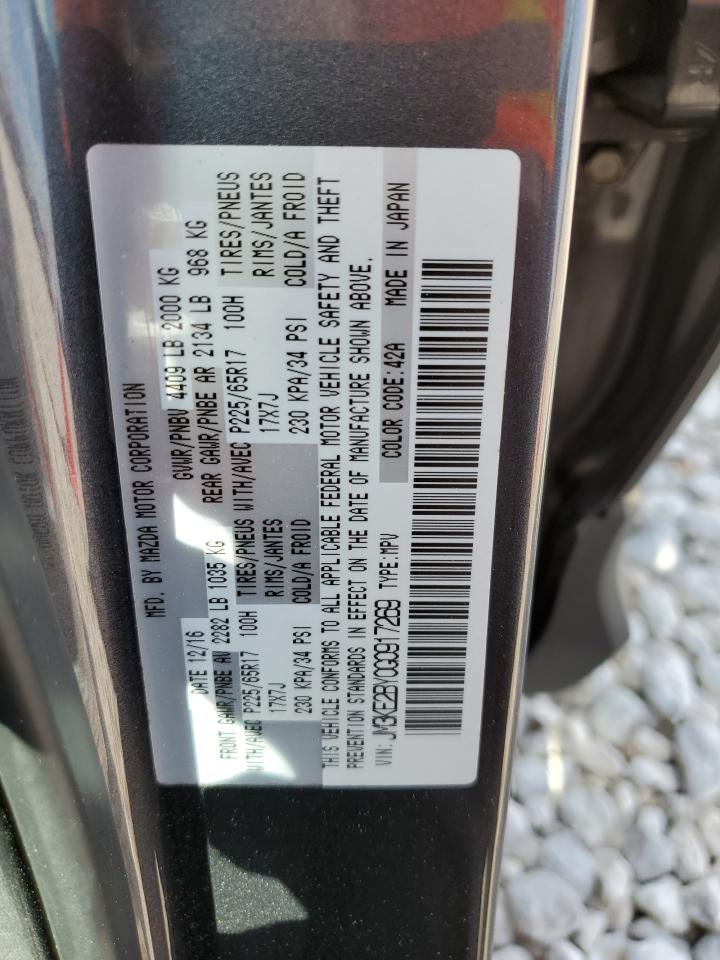 MFD. BY MAZDA MOTOR CORPORATION
DATE 12/16 GVWR/PNBV 4409 LB 2000 KG
FRONT GAWR/PNBE AV 2282 LB 1035 KG REAR GAWR/PNBE AR 2134 LB 968 KG
WITH/AVEC P225/65R17 100H TIRES/PNEUS WITH/AVEC P225/65R17 100H TIRES/PNEUS
17X7J RIMS/JANTES 17X7J RIMS/JANTES
230 KPA/34 PSI COLD/A FROID 230 KPA/34 PSI COLD/A FROID
THIS VEHICLE CONFORMS TO ALL APPLICABLE FEDERAL MOTOR VEHICLE SAFETY AND THEFT
PREVENTION STANDARDS IN EFFECT ON THE DATE OF MANUFACTURE SHOWN ABOVE.
VIN: JM3KE2BY0G0917269 TYPE:MPV COLOR CODE:42A MADE IN JAPAN